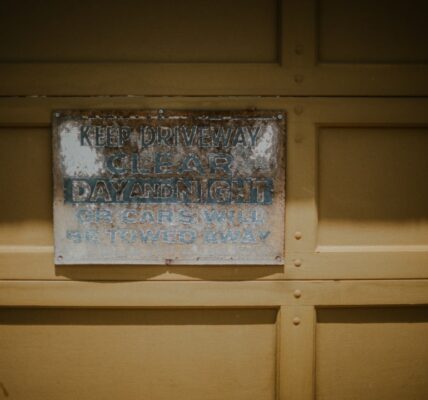 KEEP DRIVEWAY
CLEAR
DAY AND NIGHT
OR CARS WILL
BE TOWED AWAY